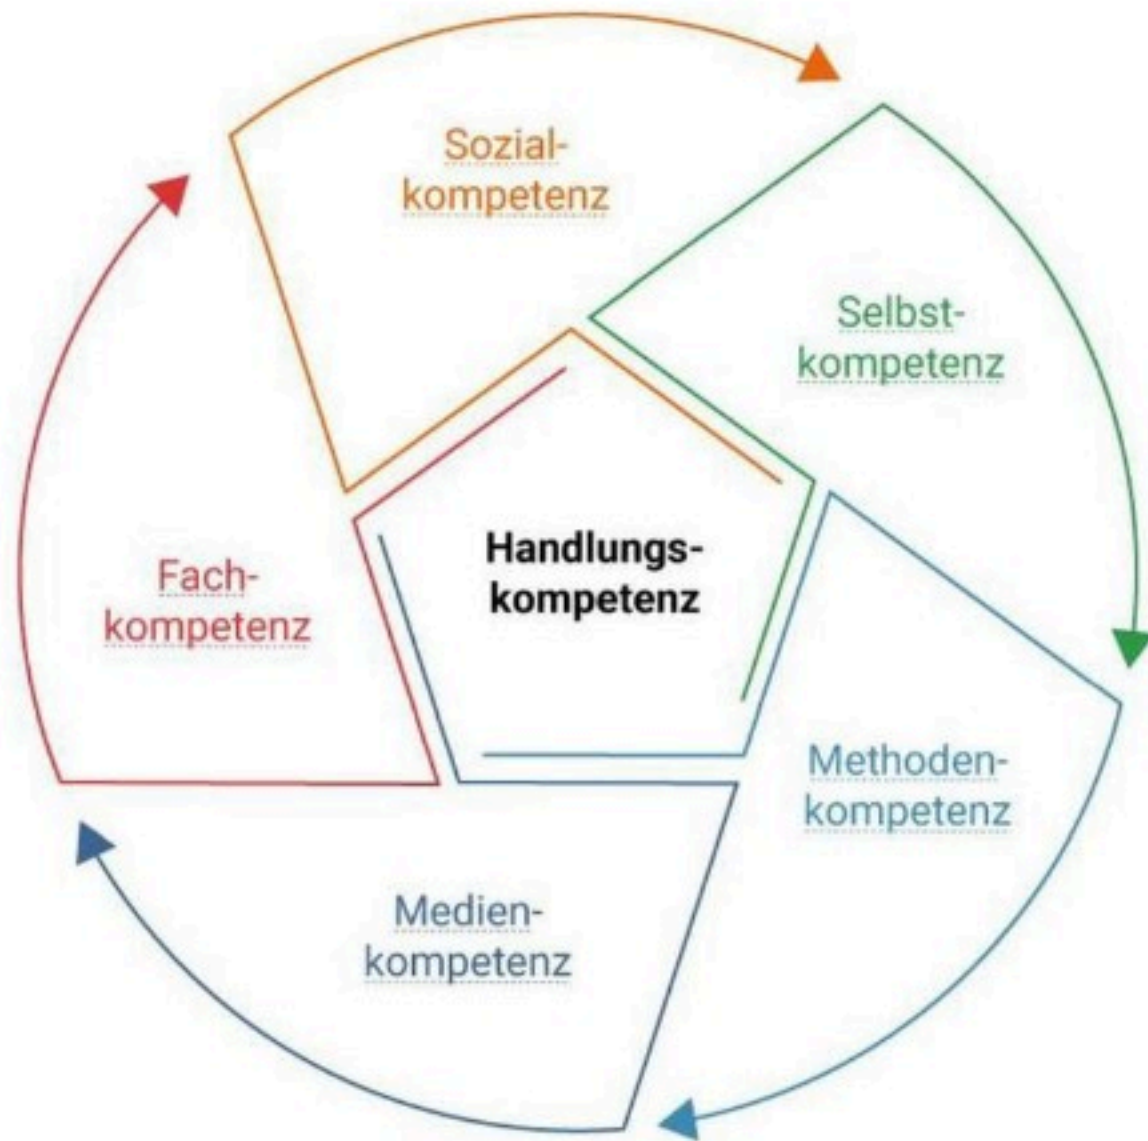 Sozial-
kompetenz
Selbst-
kompetenz
Handlungs-
kompetenz
Fach-
kompetenz
Methoden-
kompetenz
Medien-
kompetenz